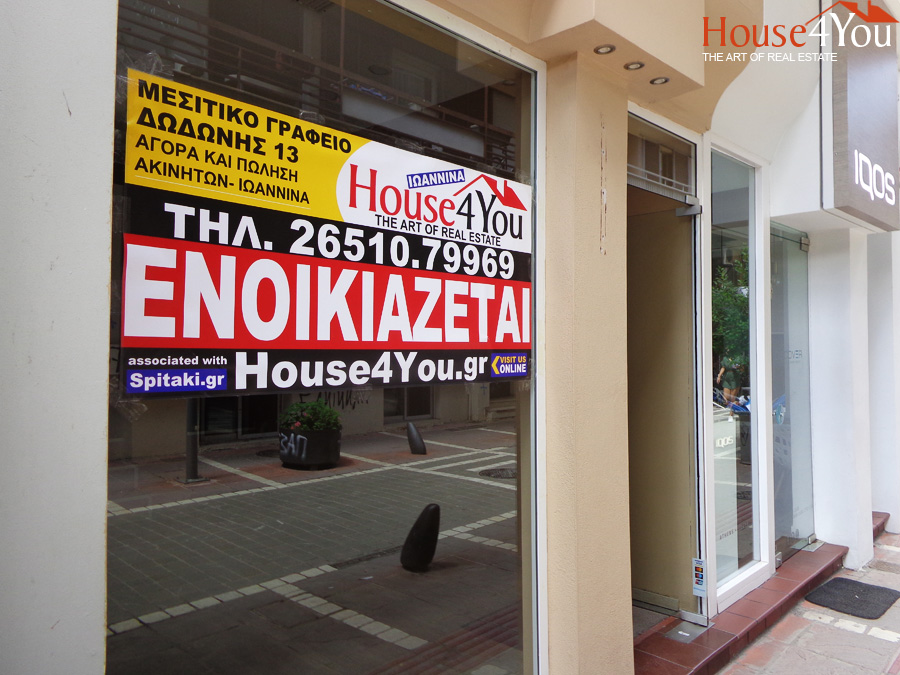 House4You
THE ART OF REAL ESTATE
ΜΕΣΙΤΙΚΟ ΓΡΑΦΕΙΟ
ΔΩΔΩΝΗΣ 13
ΑΓΟΡΑ ΚΑΙ ΠΩΛΗΣΗ
ΑΚΙΝΗΤΩΝ- ΙΩΑΝΝΙΝΑ
ΙΩΑΝΝΙΝΑ
House4You
THE ART OF REAL ESTATE
ΤΗΛ. 26510.79969
ΕΝΟΙΚΙΑΖΕΤΑΙ
associated with
Spitaki.gr
House4You.gr
VISIT US
ONLINE
IQOS
IQOS